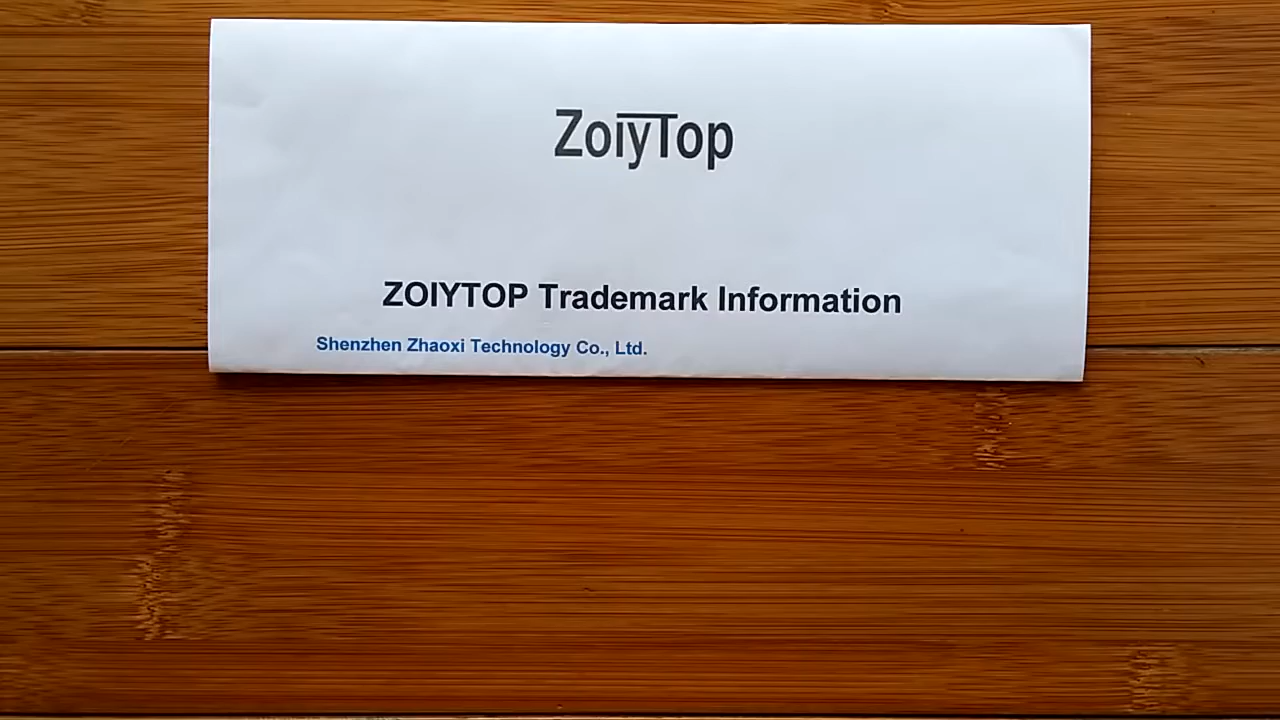 ZoiyTop
ZOIYTOP Trademark Information
Shenzhen Zhaoxi Technology Co., Ltd.